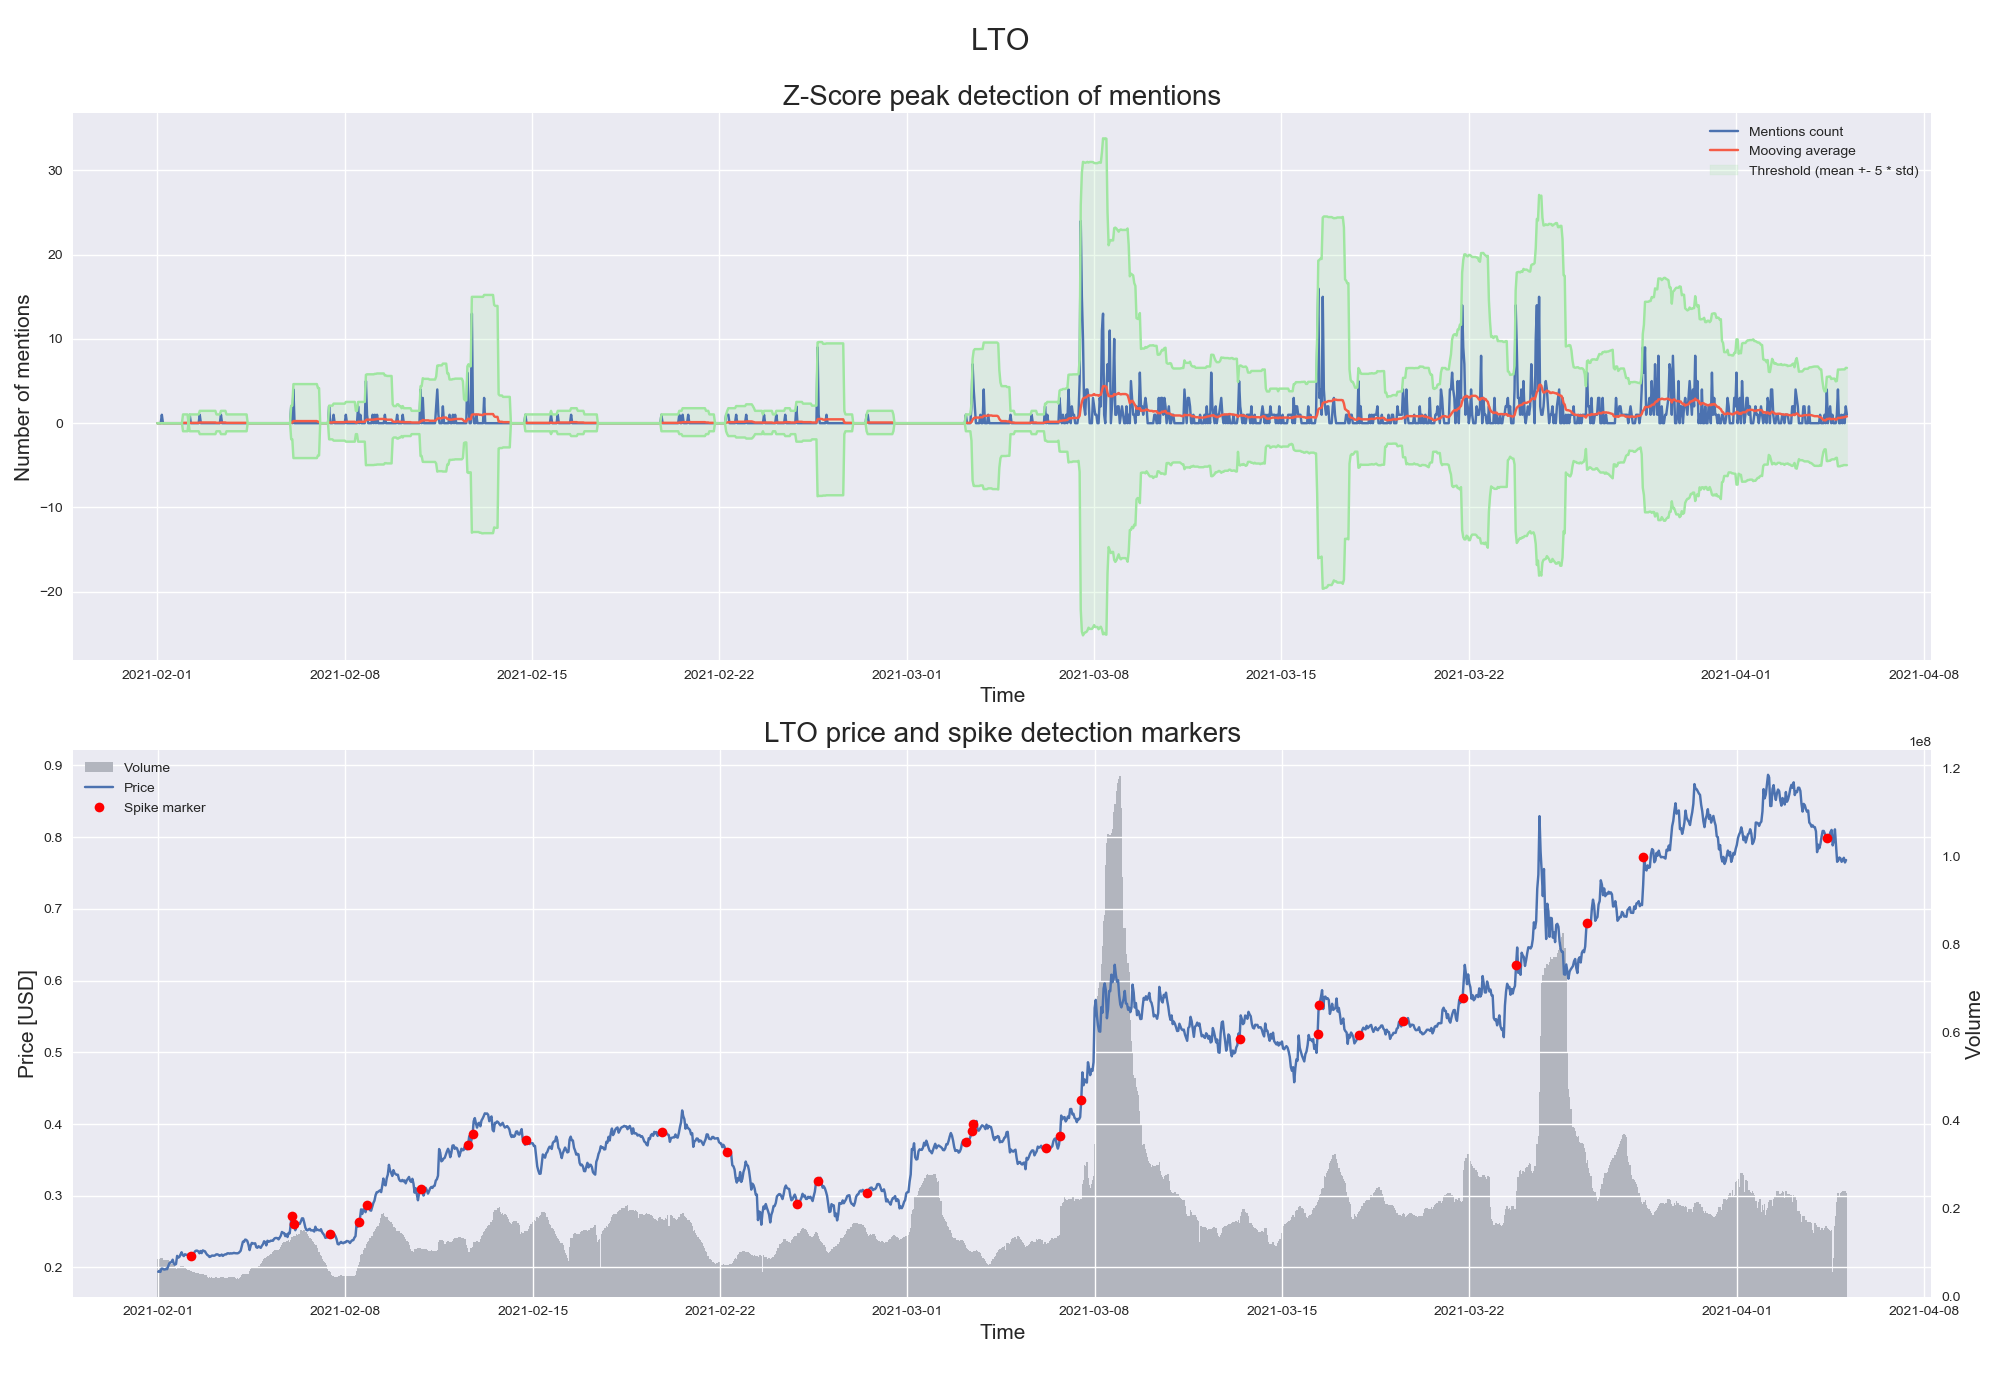 LTO
Z-Score peak detection of mentions
Mentions count
Mooving average
Threshold (mean +- 5 * std)
Number of mentions
30
20
10
0
−10
−20
2021-02-01 2021-02-08 2021-02-15 2021-02-22 2021-03-01 2021-03-08 2021-03-15 2021-03-22 2021-04-01 2021-04-08
Time
LTO price and spike detection markers
1e8
Volume
Price
Spike marker
Price [USD]
0.9
0.8
0.7
0.6
0.5
0.4
0.3
0.2
1.2
1.0
0.8
0.6
0.4
0.2
0.0
Volume
2021-02-01 2021-02-08 2021-02-15 2021-02-22 2021-03-01 2021-03-08 2021-03-15 2021-03-22 2021-04-01 2021-04-08
Time